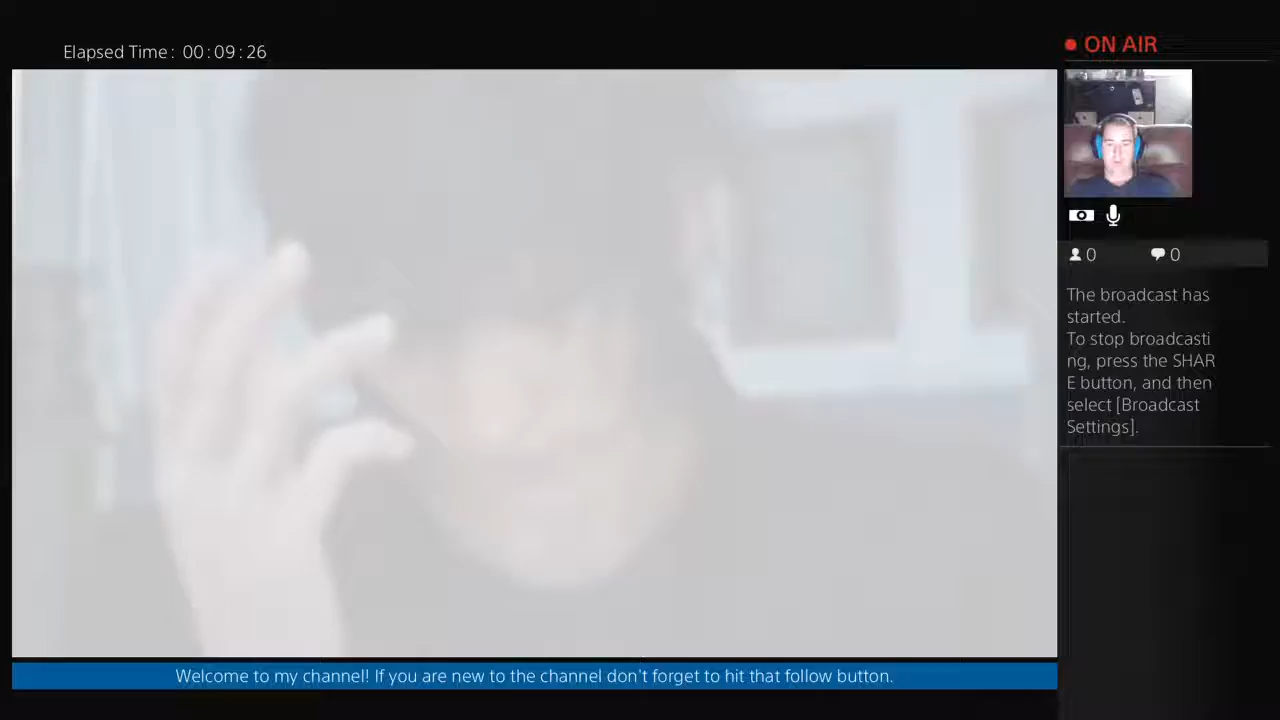 Elapsed Time: 00:09:26
ON AIR
0 0
The broadcast has
started.
To stop broadcasti
ng, press the SHAR
E button, and then
select [Broadcast
Settings].
Welcome to my channel! If you are new to the channel don't forget to hit that follow button.